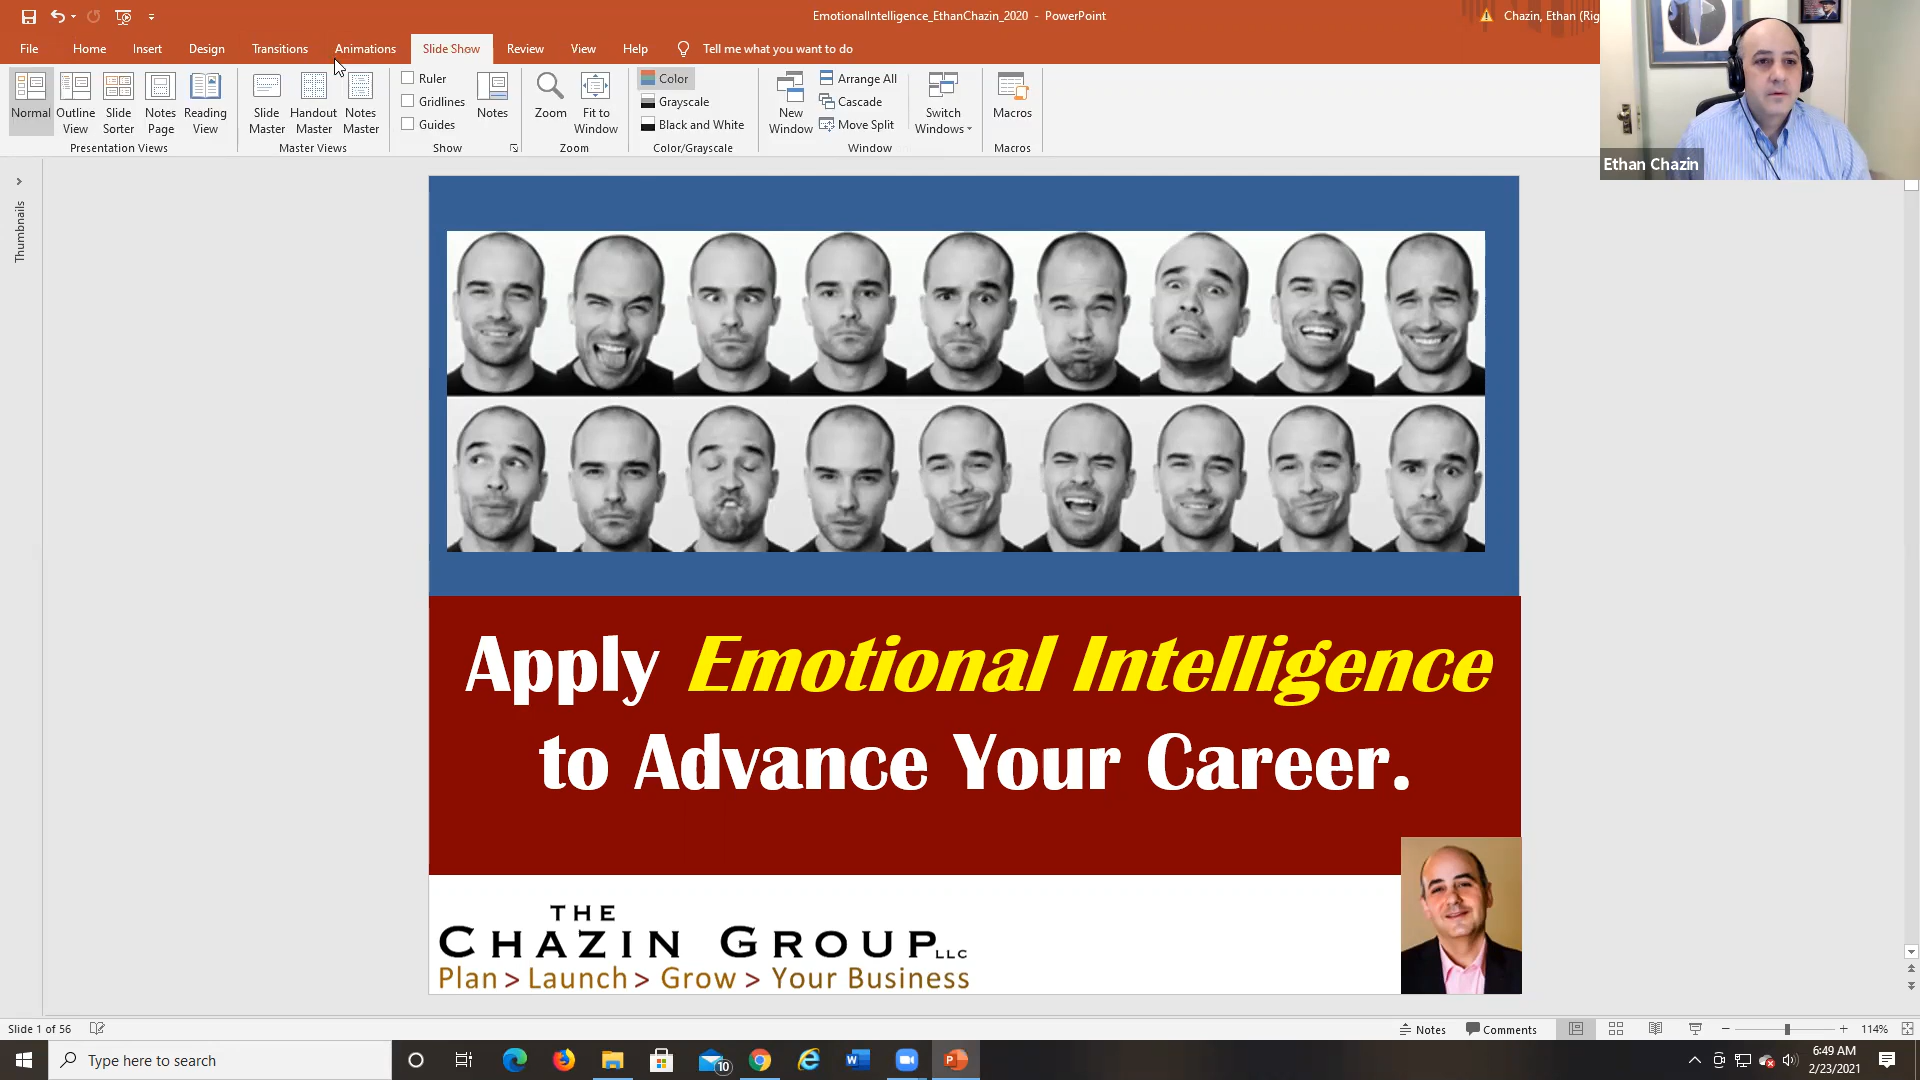 EmotionalIntelligence_EthanChazin_2020 - PowerPoint
Chazin, Ethan (Rig
File Home Insert Design Transitions Animations Slide Show Review View Help Tell me what you want to do
Normal
Outline View
Slide Sorter
Notes Page
Reading View
Presentation Views
Slide Master
Handout Master
Notes Master
Master Views
Ruler
Gridlines
Guides
Notes
Show
Zoom
Fit to Window
Zoom
Color
Grayscale
Black and White
Color/Grayscale
New Window
Arrange All
Cascade
Move Split
Switch Windows
Window
Macros
Macros
Ethan Chazin
Thumbnails
Apply Emotional Intelligence
to Advance Your Career.
THE
CHAZIN GROUP LLC
Plan > Launch > Grow > Your Business
Slide 1 of 56
Notes
Comments
114%
Type here to search
10
6:49 AM
2/23/2021